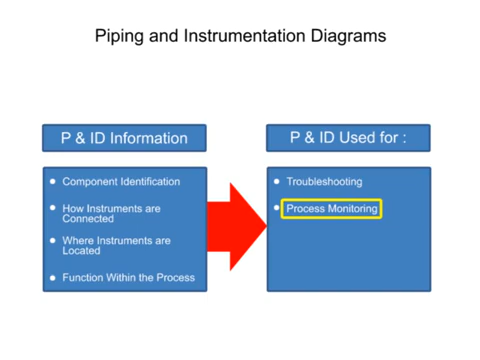 Piping and Instrumentation Diagrams
P & ID Information
Component Identification
How Instruments are
Connected
Where Instruments are
Located
Function Within the Process
P & ID Used for :
Troubleshooting
Process Monitoring